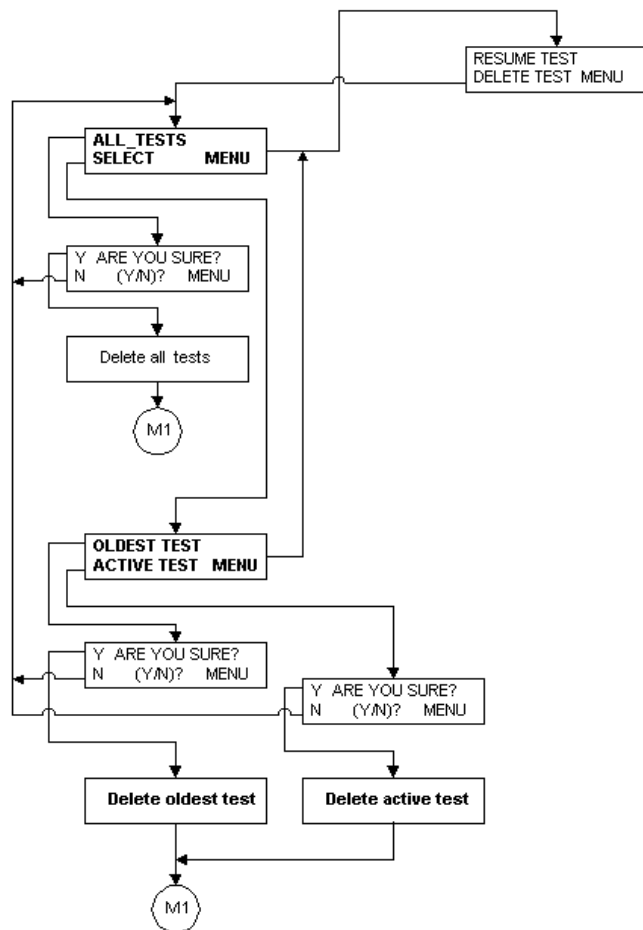 RESUME TEST
DELETE TEST MENU
ALL_TESTS
SELECT MENU
Y ARE YOU SURE?
N (Y/N)? MENU
Delete all tests
M1
OLDEST TEST
ACTIVE TEST MENU
Y ARE YOU SURE?
N (Y/N)? MENU
Y ARE YOU SURE?
N (Y/N)? MENU
Delete oldest test
Delete active test
M1